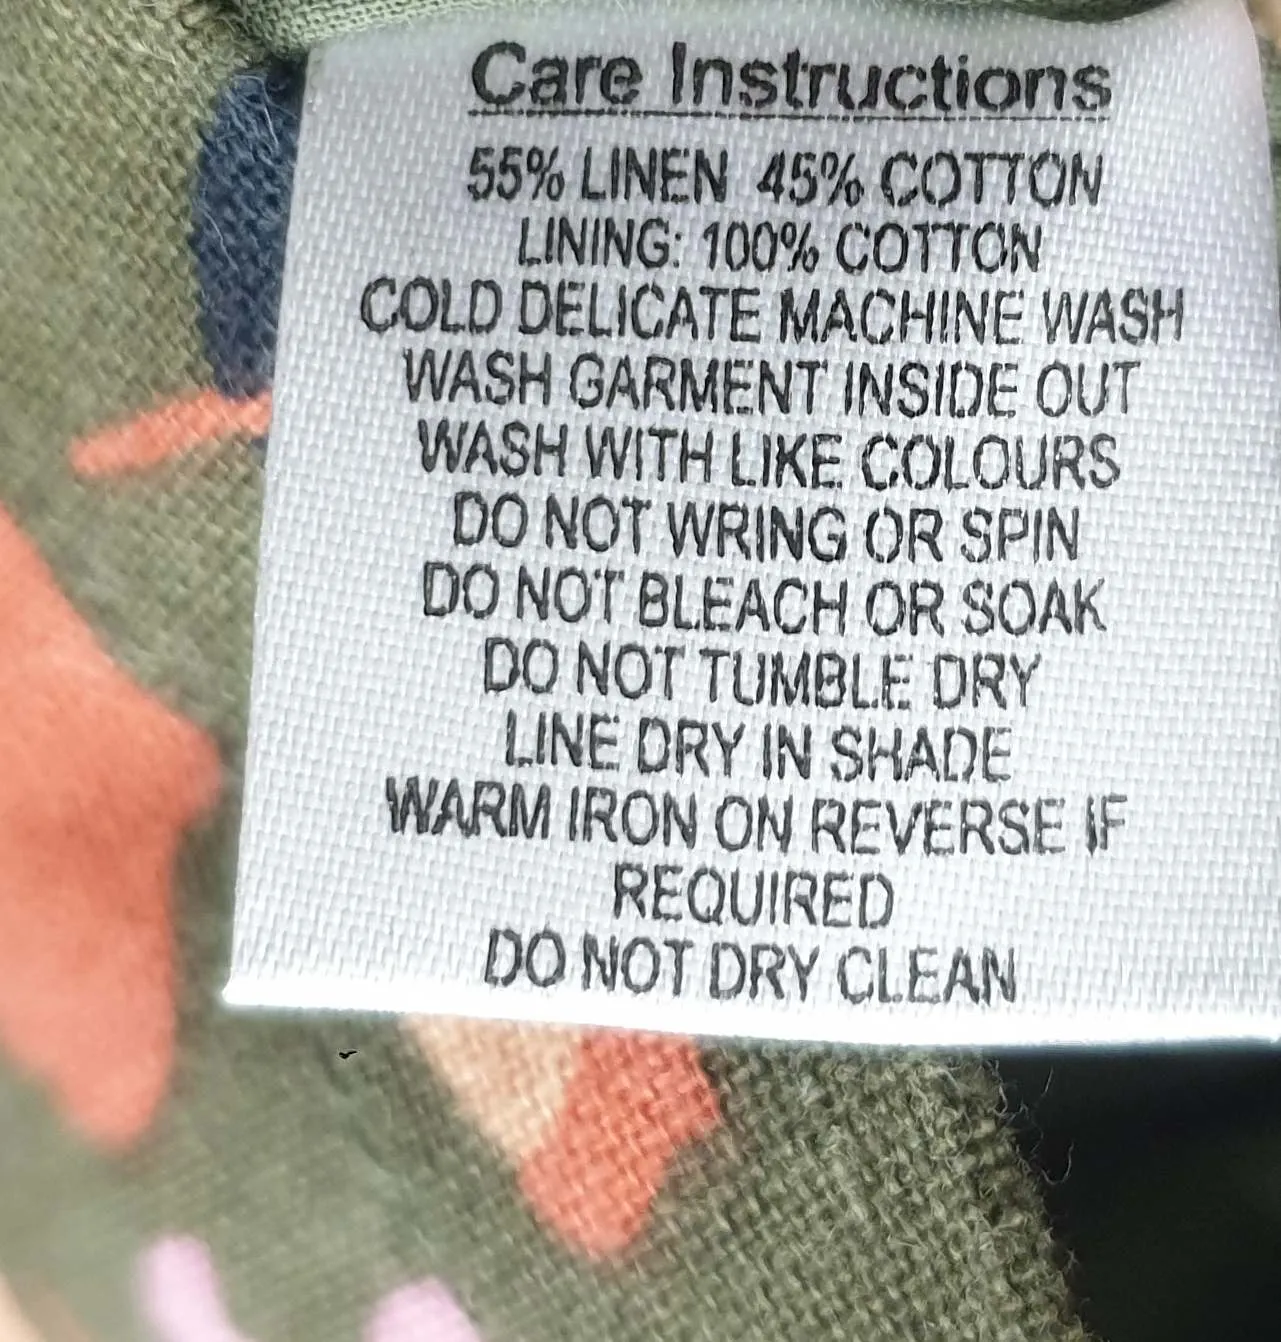 Care Instructions
55% LINEN 45% COTTON
LINING: 100% COTTON
COLD DELICATE MACHINE WASH
WASH GARMENT INSIDE OUT
WASH WITH LIKE COLOURS
DO NOT WRING OR SPIN
DO NOT BLEACH OR SOAK
DO NOT TUMBLE DRY
LINE DRY IN SHADE
WARM IRON ON REVERSE IF
REQUIRED
DO NOT DRY CLEAN